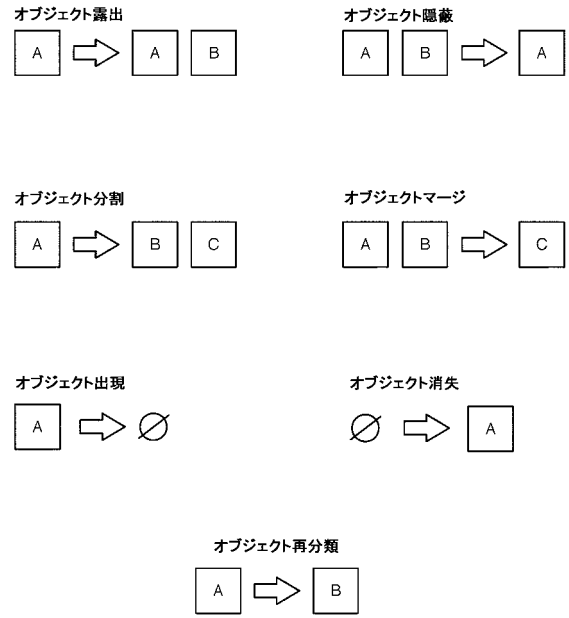 オブジェクト露出
オブジェクト隠蔽
A A B
A B A
オブジェクト分割
オブジェクトマージ
A B C
A B C
オブジェクト出現
オブジェクト消失
A ∅
∅ A
オブジェクト再分類
A B